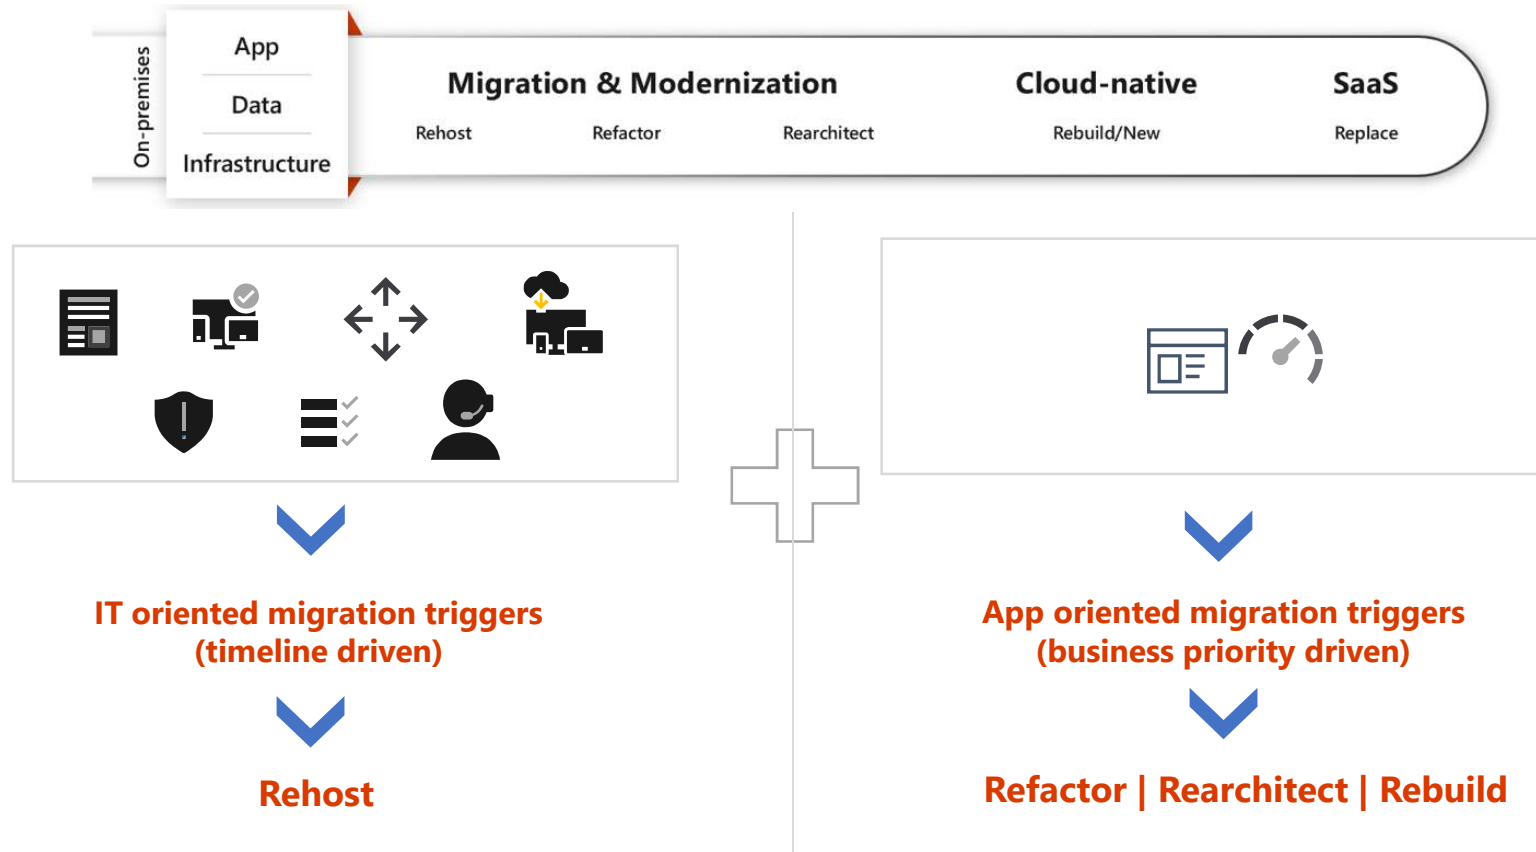 On-premises
App
Data
Infrastructure
Migration & Modernization
Rehost
Refactor
Rearchitect
Cloud-native
Rebuild/New
SaaS
Replace
IT oriented migration triggers
(timeline driven)
Rehost
App oriented migration triggers
(business priority driven)
Refactor | Rearchitect | Rebuild